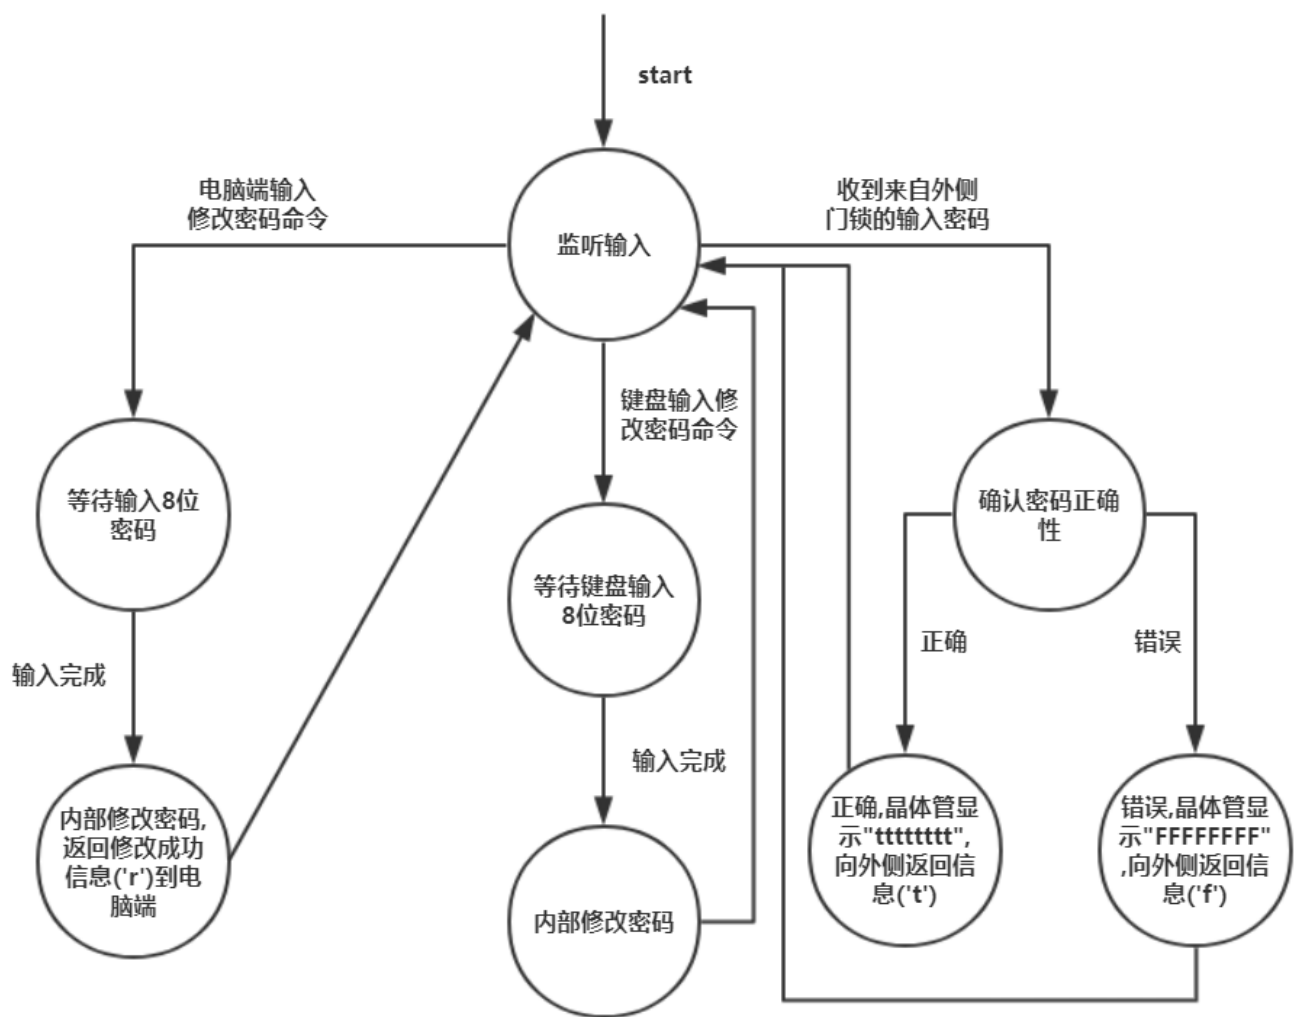 start
电脑端输入
修改密码命令
收到来自外侧
门锁的输入密码
监听输入
键盘输入修
改密码命令
等待输入8位
密码
确认密码正确
性
等待键盘输入
8位密码
正确
错误
输入完成
输入完成
内部修改密码,
返回修改成功
信息('r')到电
脑端
正确,晶体管显
示"tttttttt",
向外侧返回信
息('t')
错误,晶体管显
示"FFFFFFFF"
,向外侧返回信
息('f')
内部修改密码